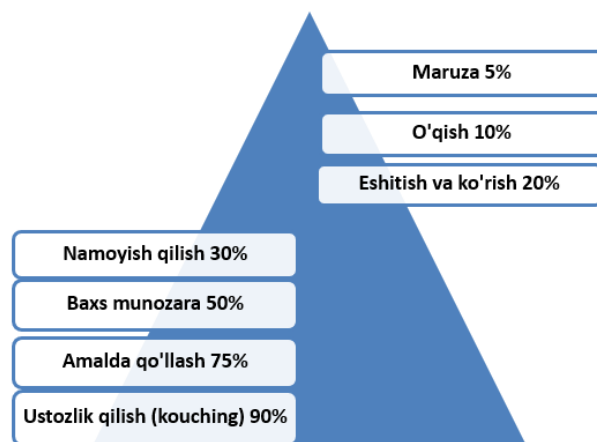 Maruza 5%
O'qish 10%
Eshitish va ko'rish 20%
Namoyish qilish 30%
Baxs munozara 50%
Amalda qo'llash 75%
Ustozlik qilish (kouching) 90%